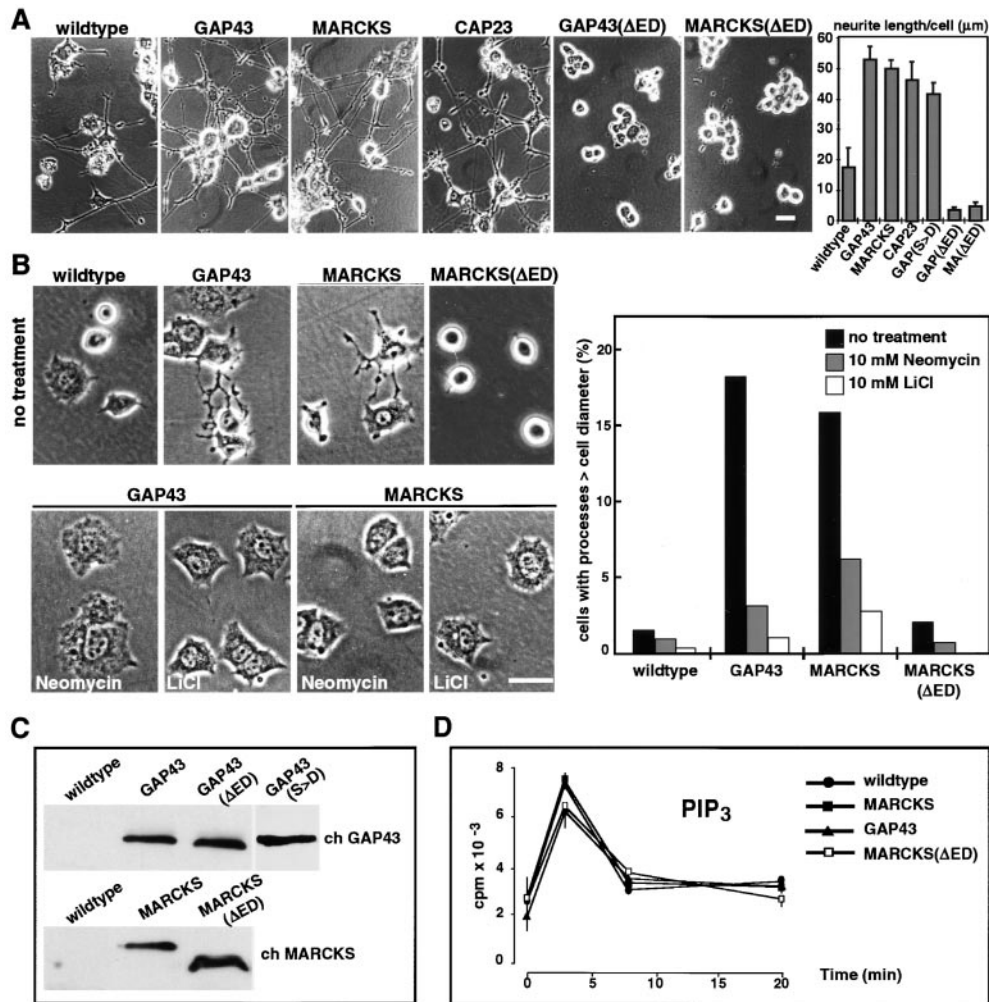 A
wildtype GAP43 MARCKS CAP23 GAP43(ΔED) MARCKS(ΔED)
neurite length/cell (μm)
60
50
40
30
20
10
0
wildtype
GAP43
MARCKS
CAP23
GAP(S>D)
GAP(ΔED)
MA(ΔED)
B
wildtype GAP43 MARCKS MARCKS(ΔED)
no treatment
GAP43 MARCKS
Neomycin LiCl Neomycin LiCl
cells with processes > cell diameter (%)
20
15
10
5
0
no treatment
10 mM Neomycin
10 mM LiCl
wildtype GAP43 MARCKS MARCKS
(ΔED)
C
wildtype
GAP43
GAP43
(ΔED)
GAP43
(S>D)
ch GAP43
wildtype
MARCKS
MARCKS
(ΔED)
ch MARCKS
D
PIP3
cpm x 10 -3
8
6
4
2
0
0 5 10 15 20 Time (min)
wildtype
MARCKS
GAP43
MARCKS(ΔED)